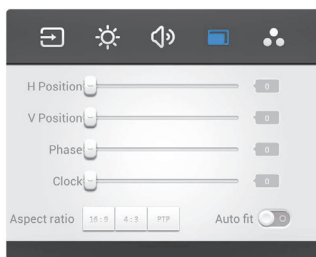 H Position 0
V Position 0
Phase 0
Clock 0
Aspect ratio 16:9 4:3 PTP Auto fit